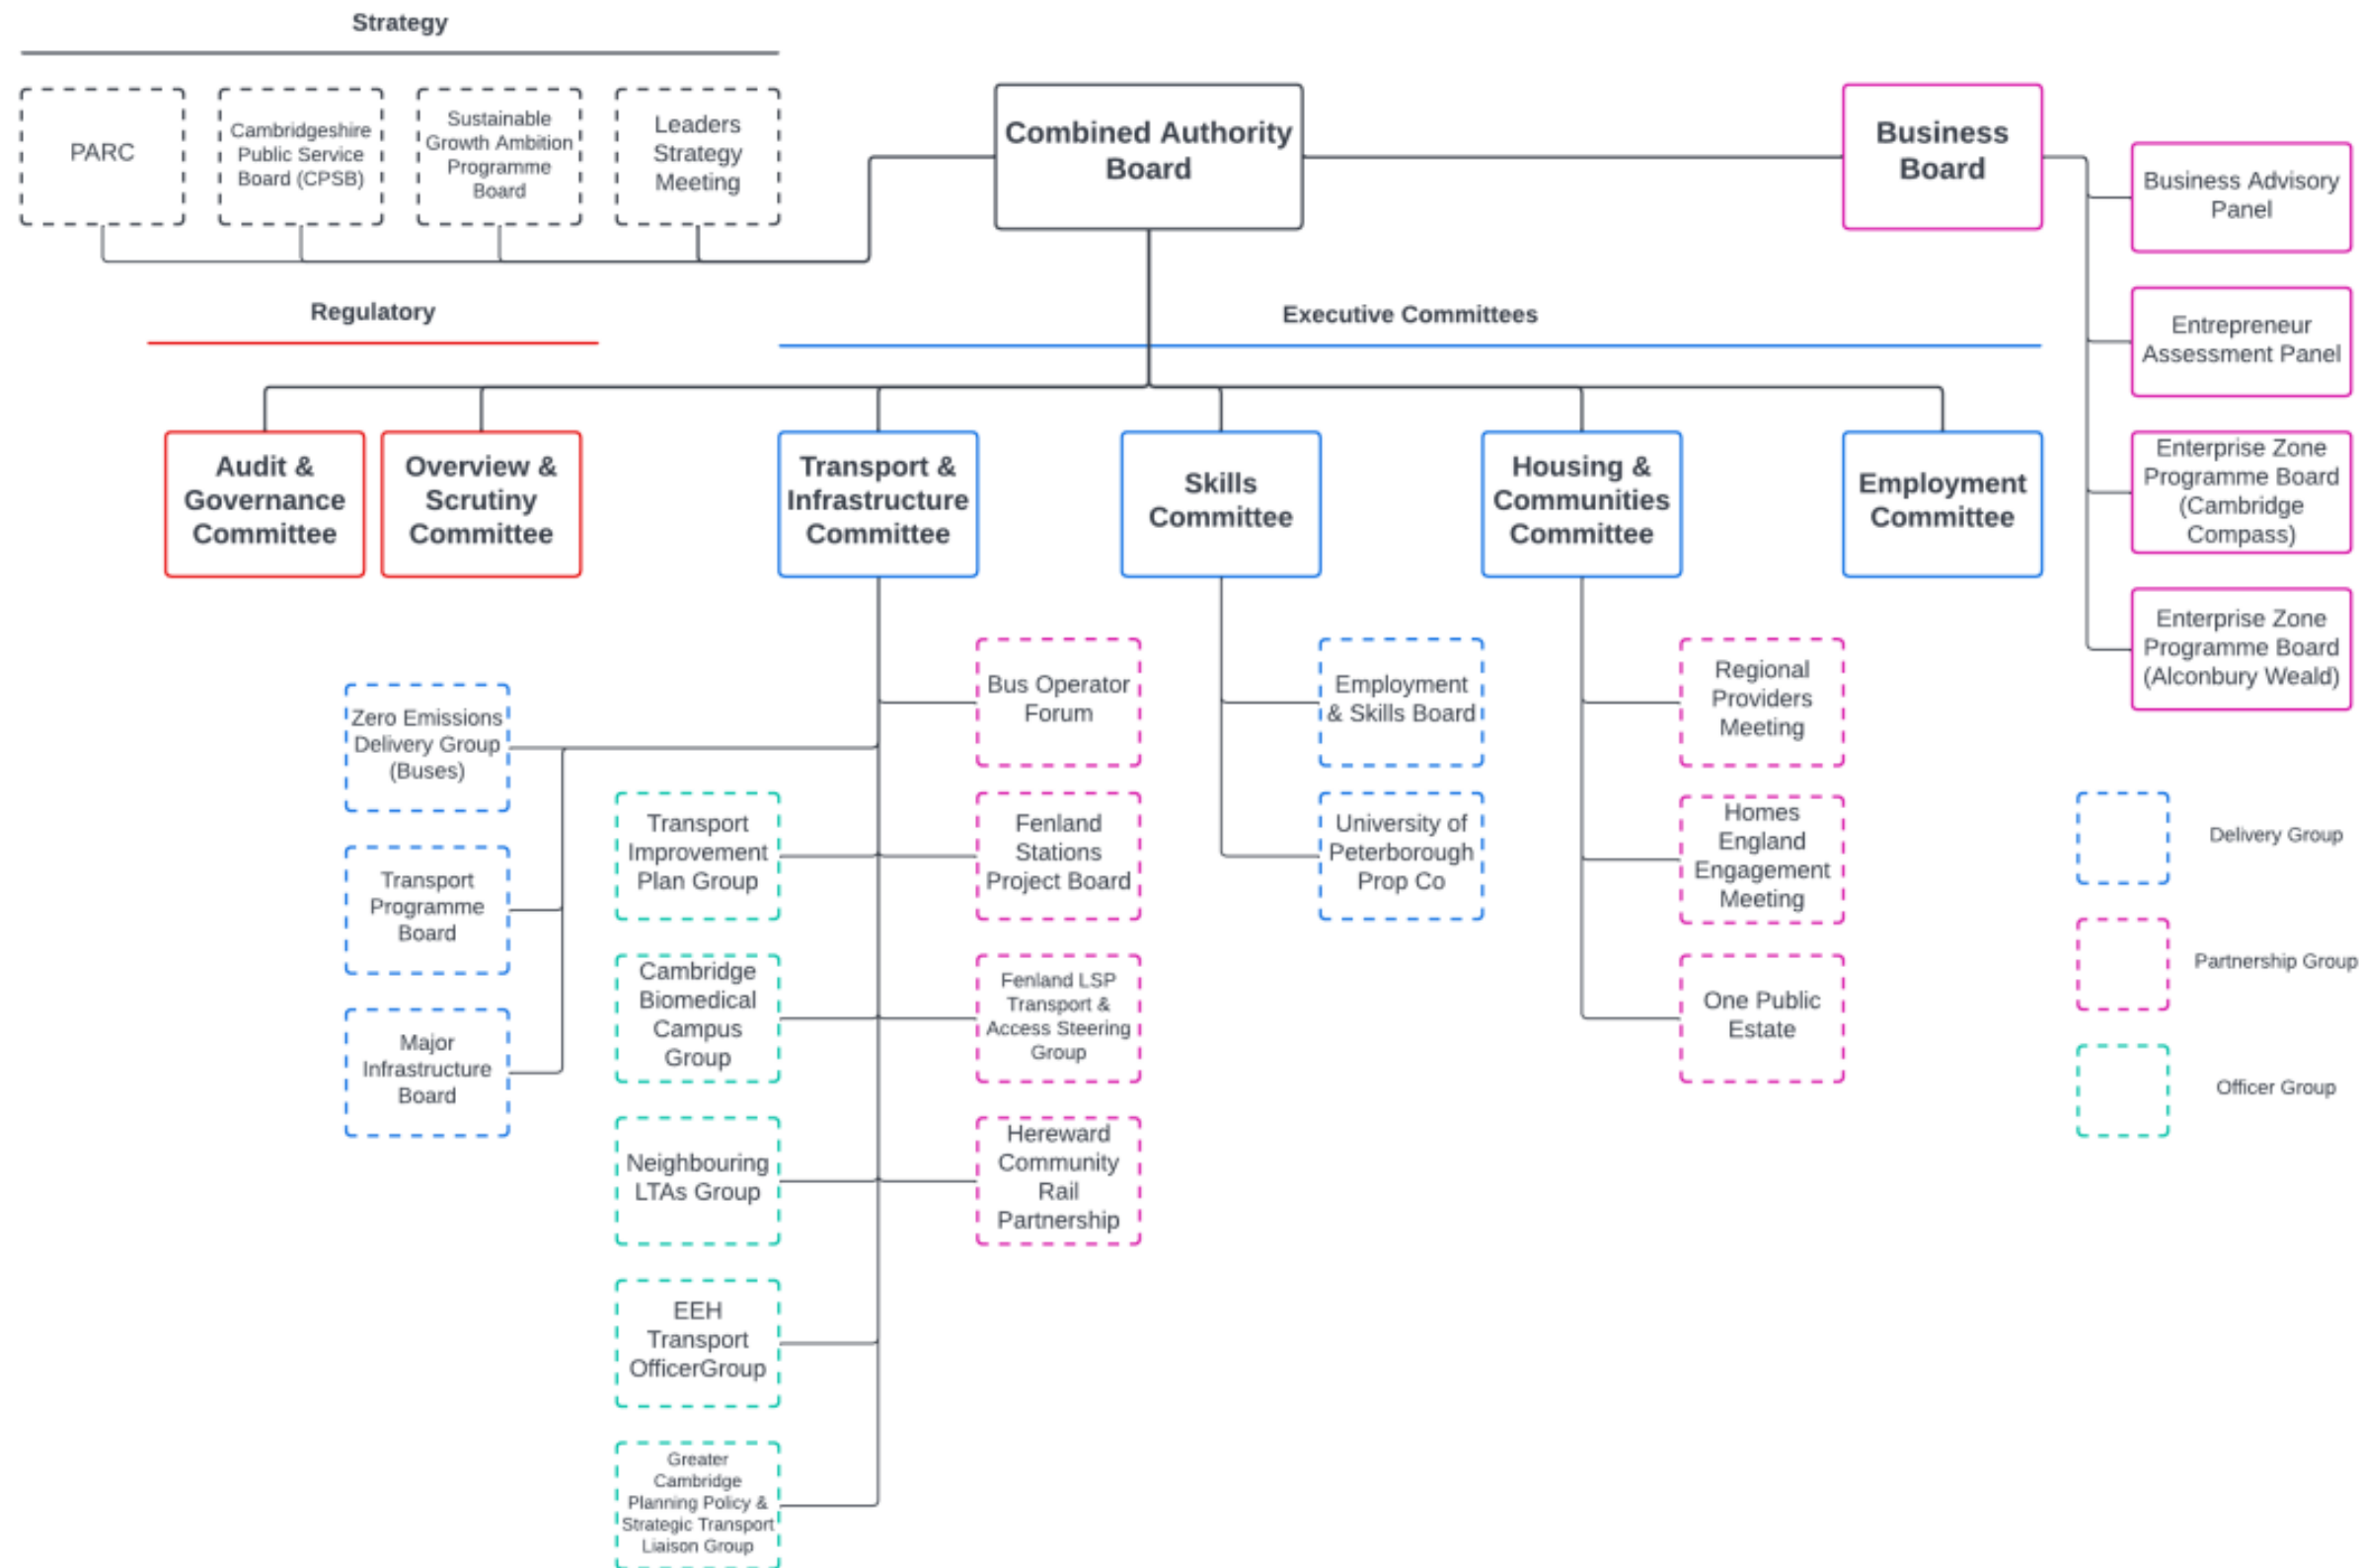 Strategy
PARC
Cambridgeshire
Public Service
Board (CPSB)
Sustainable
Growth Ambition
Programme
Board
Leaders
Strategy
Meeting
Combined Authority
Board
Business
Board
Business Advisory
Panel
Entrepreneur
Assessment Panel
Enterprise Zone
Programme Board
(Cambridge
Compass)
Enterprise Zone
Programme Board
(Alconbury Weald)
Regulatory
Executive Committees
Audit &
Governance
Committee
Overview &
Scrutiny
Committee
Transport &
Infrastructure
Committee
Skills
Committee
Housing &
Communities
Committee
Employment
Committee
Zero Emissions
Delivery Group
(Buses)
Transport
Programme
Board
Major
Infrastructure
Board
Transport
Improvement
Plan Group
Cambridge
Biomedical
Campus
Group
Neighbouring
LTAs Group
EEH
Transport
OfficerGroup
Greater
Cambridge
Planning Policy &
Strategic Transport
Liaison Group
Bus Operator
Forum
Fenland
Stations
Project Board
Fenland LSP
Transport &
Access Steering
Group
Hereward
Community
Rail
Partnership
Employment
& Skills Board
University of
Peterborough
Prop Co
Regional
Providers
Meeting
Homes
England
Engagement
Meeting
One Public
Estate
Delivery Group
Partnership Group
Officer Group